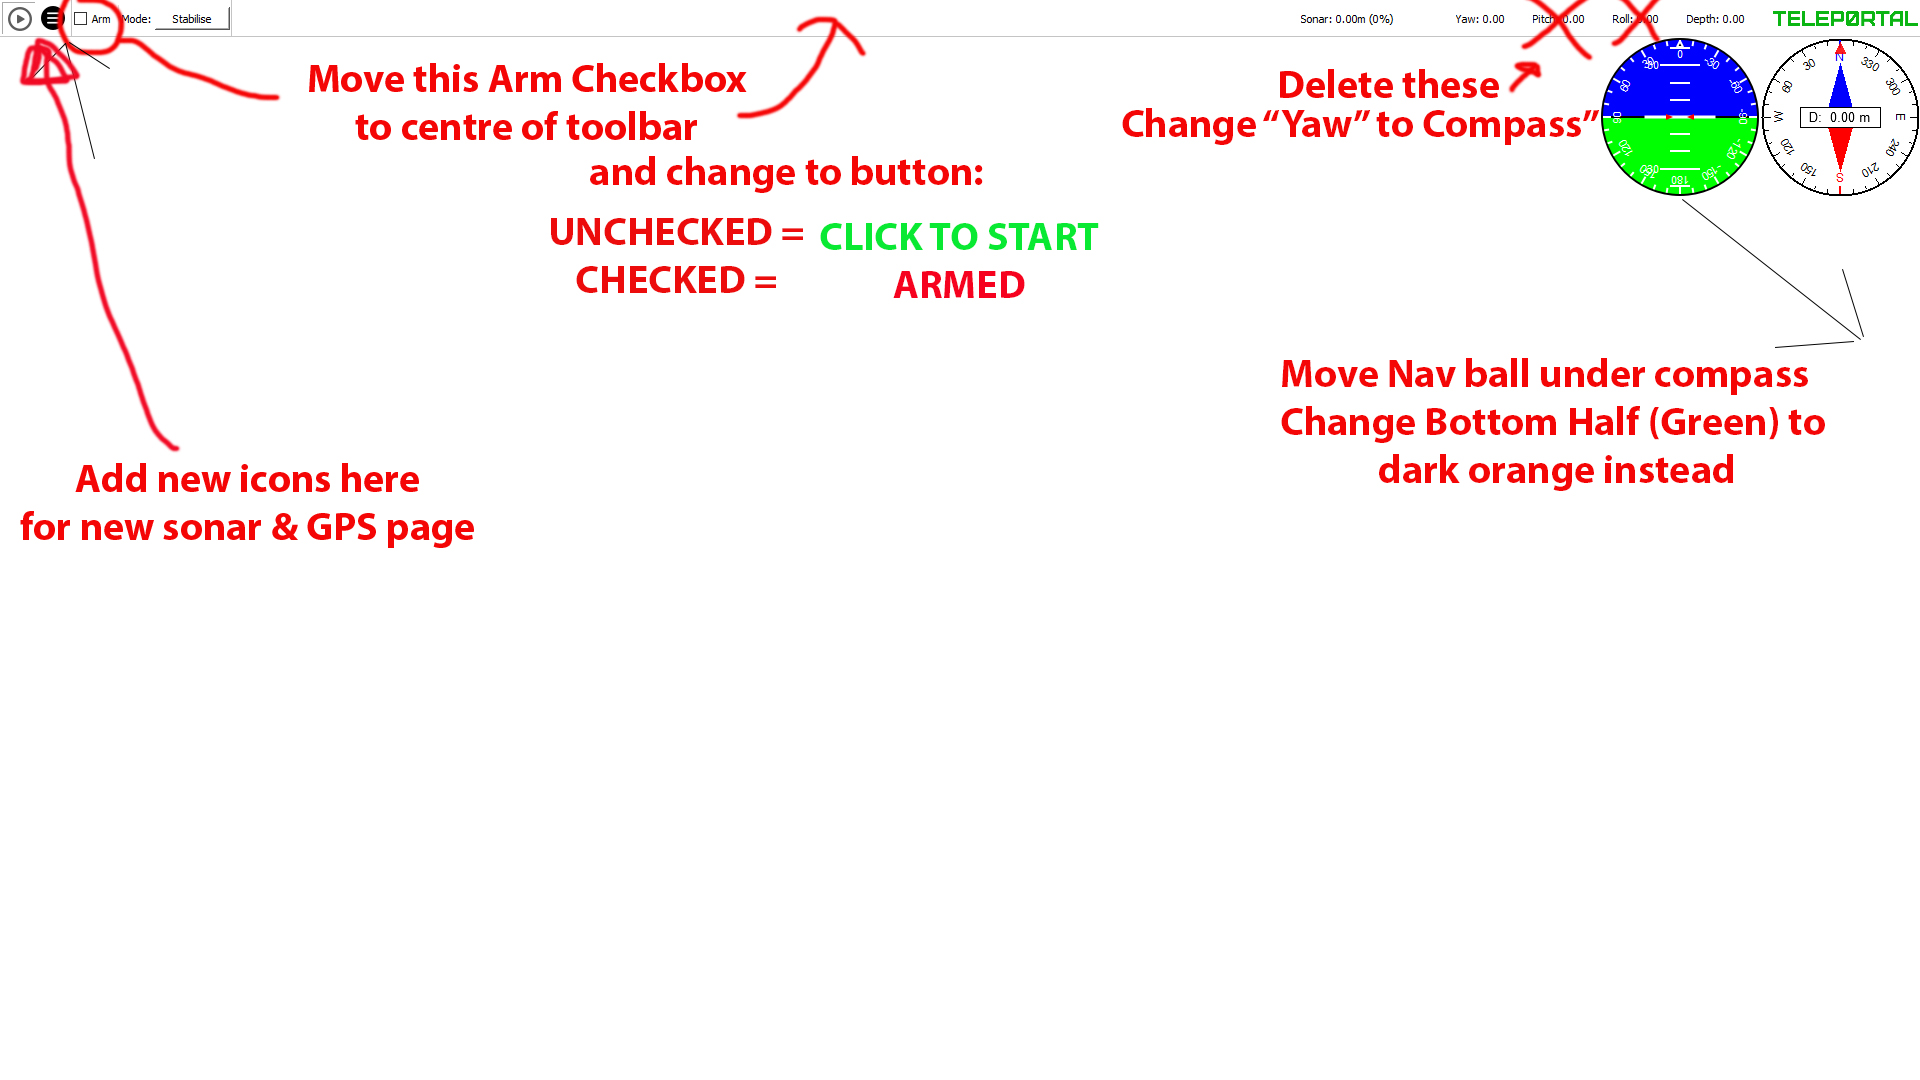 Arm Mode: Stabilise Sonar: 0.00m (0%) Yaw: 0.00 Pitch: 0.00 Roll: 0.00 Depth: 0.00 TELEPORTAL
Move this Arm Checkbox
to centre of toolbar
and change to button:
UNCHECKED = CLICK TO START
CHECKED = ARMED
Delete these
Change “Yaw” to Compass”
0
-30
-60
-90
-120
-150
180
120
90
60
N
330
300
E
240
210
S
150
120
W
60
30
D: 0.00 m
Move Nav ball under compass
Change Bottom Half (Green) to
dark orange instead
Add new icons here
for new sonar & GPS page